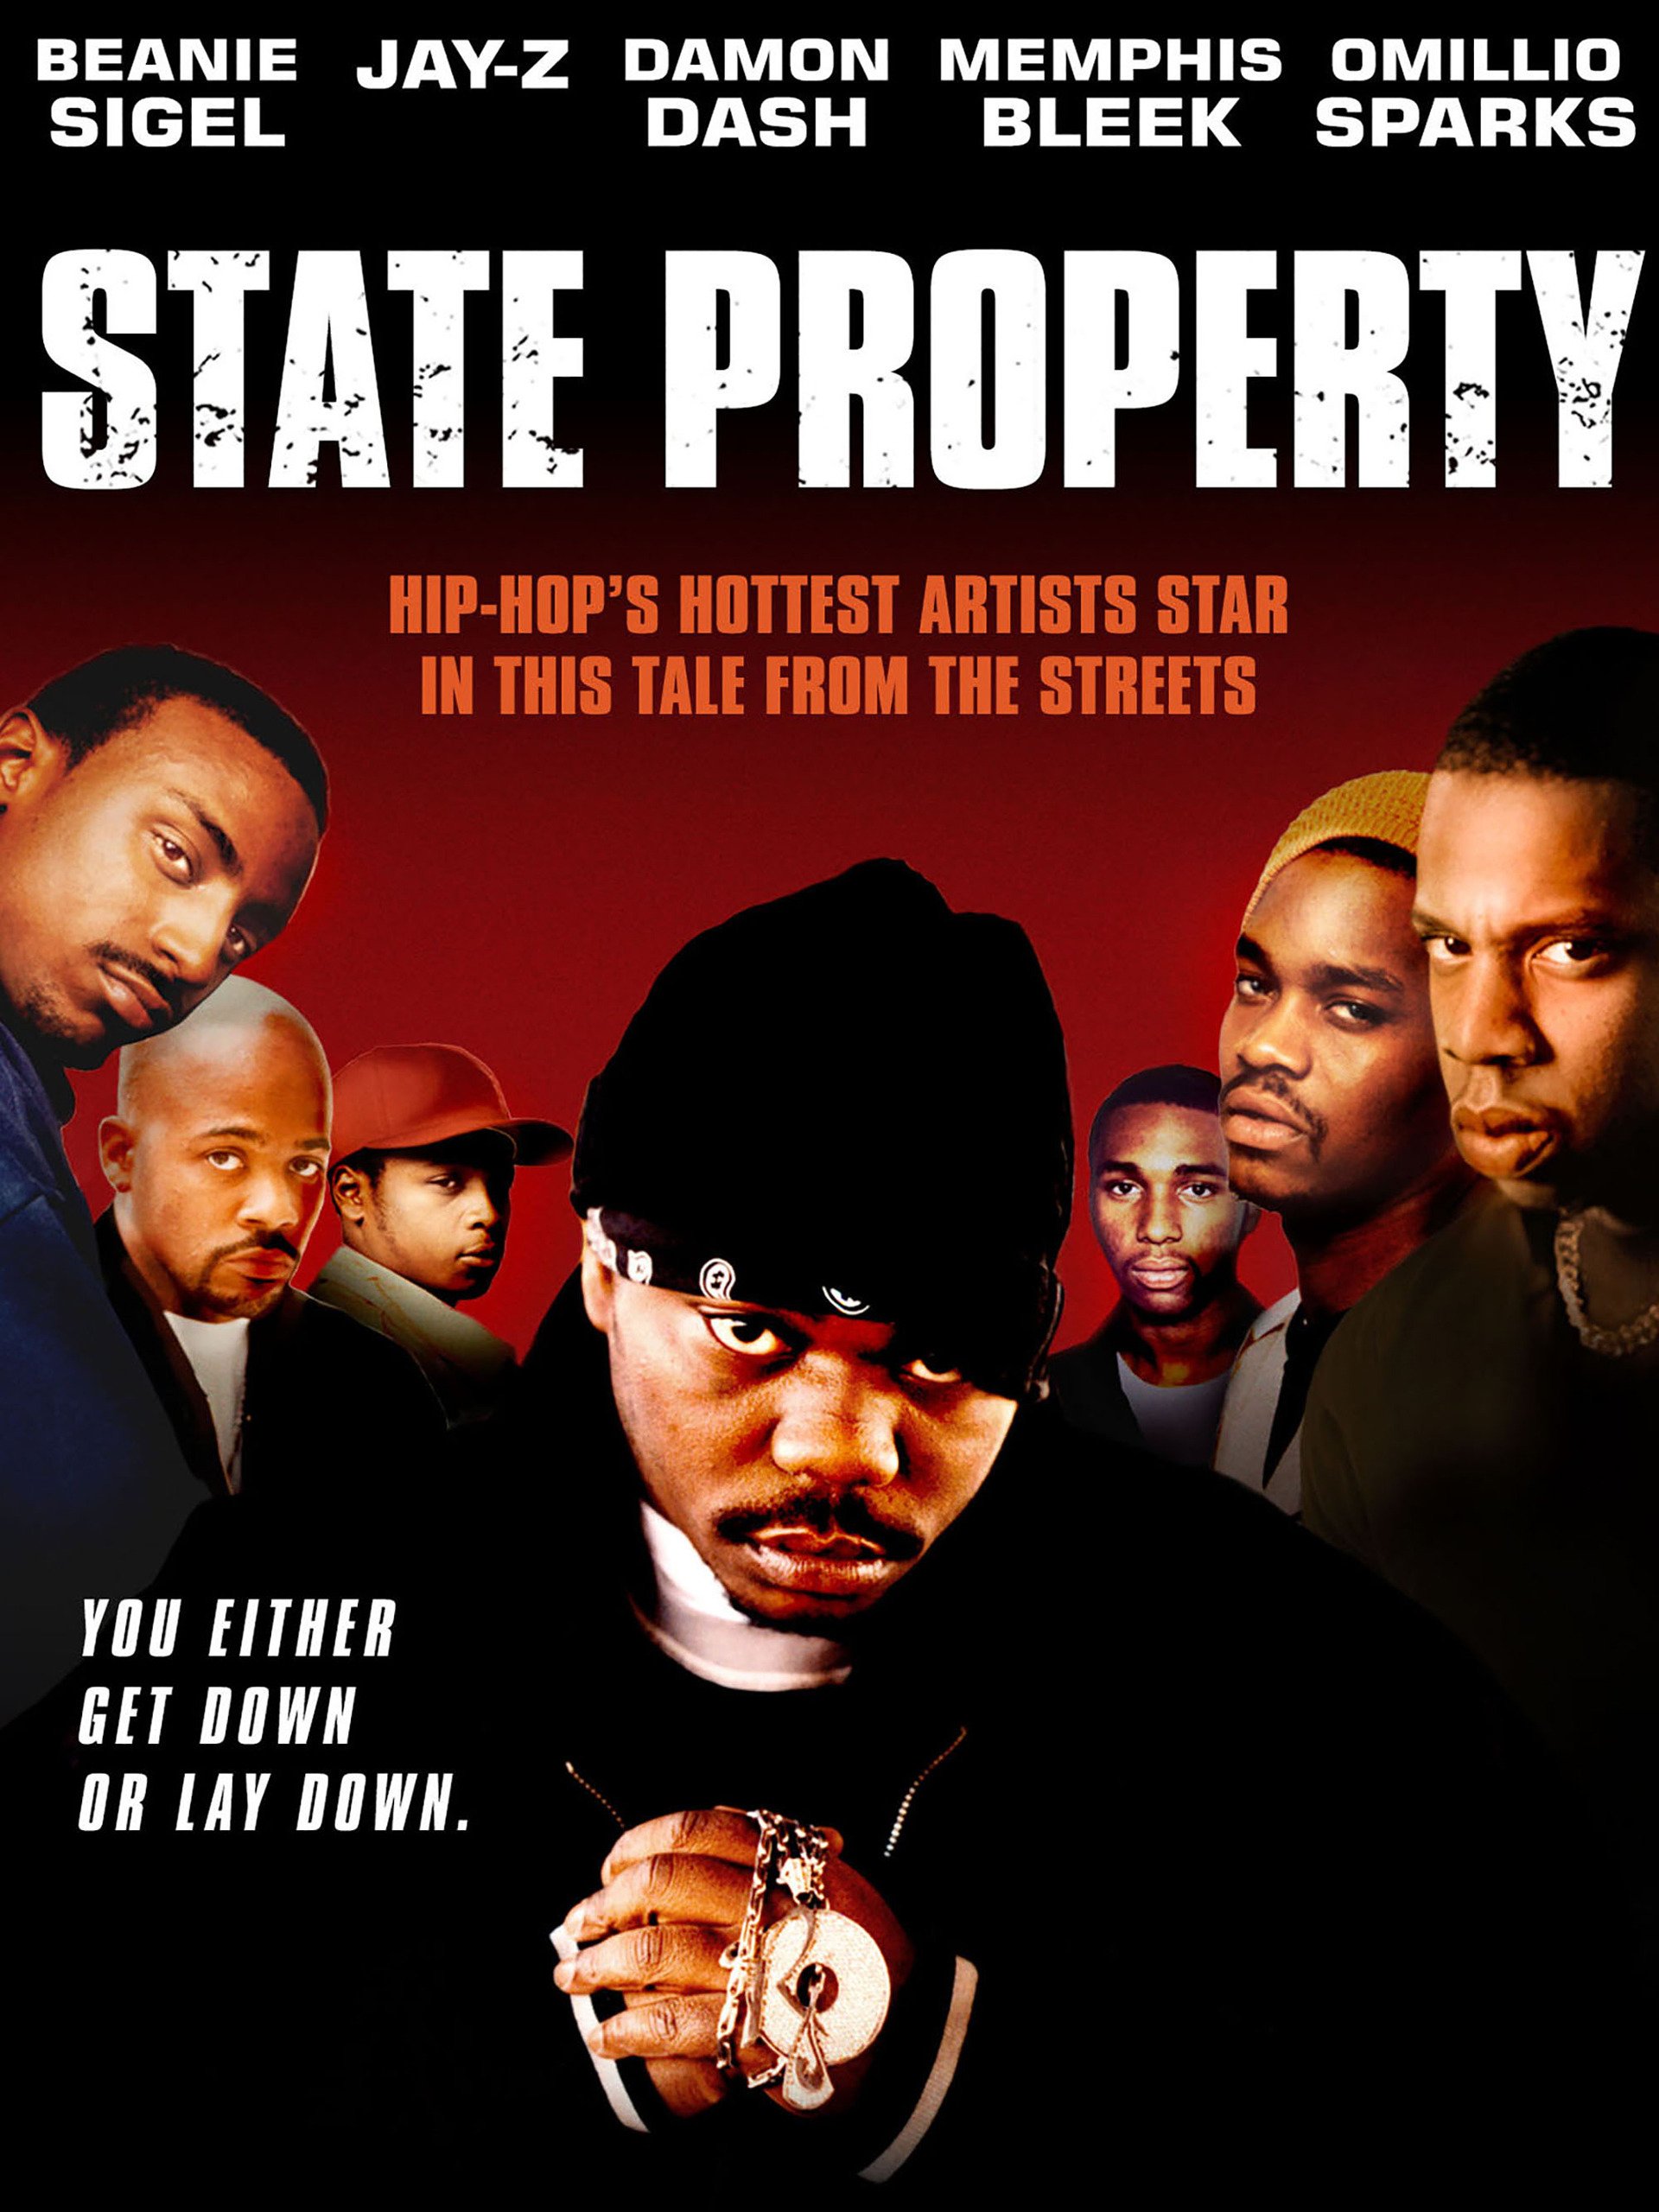 BEANIE SIGEL
JAY-Z
DAMON DASH
MEMPHIS BLEEK
OMILLIO SPARKS
STATE PROPERTY
HIP-HOP'S HOTTEST ARTISTS STAR
IN THIS TALE FROM THE STREETS
YOU EITHER
GET DOWN
OR LAY DOWN.